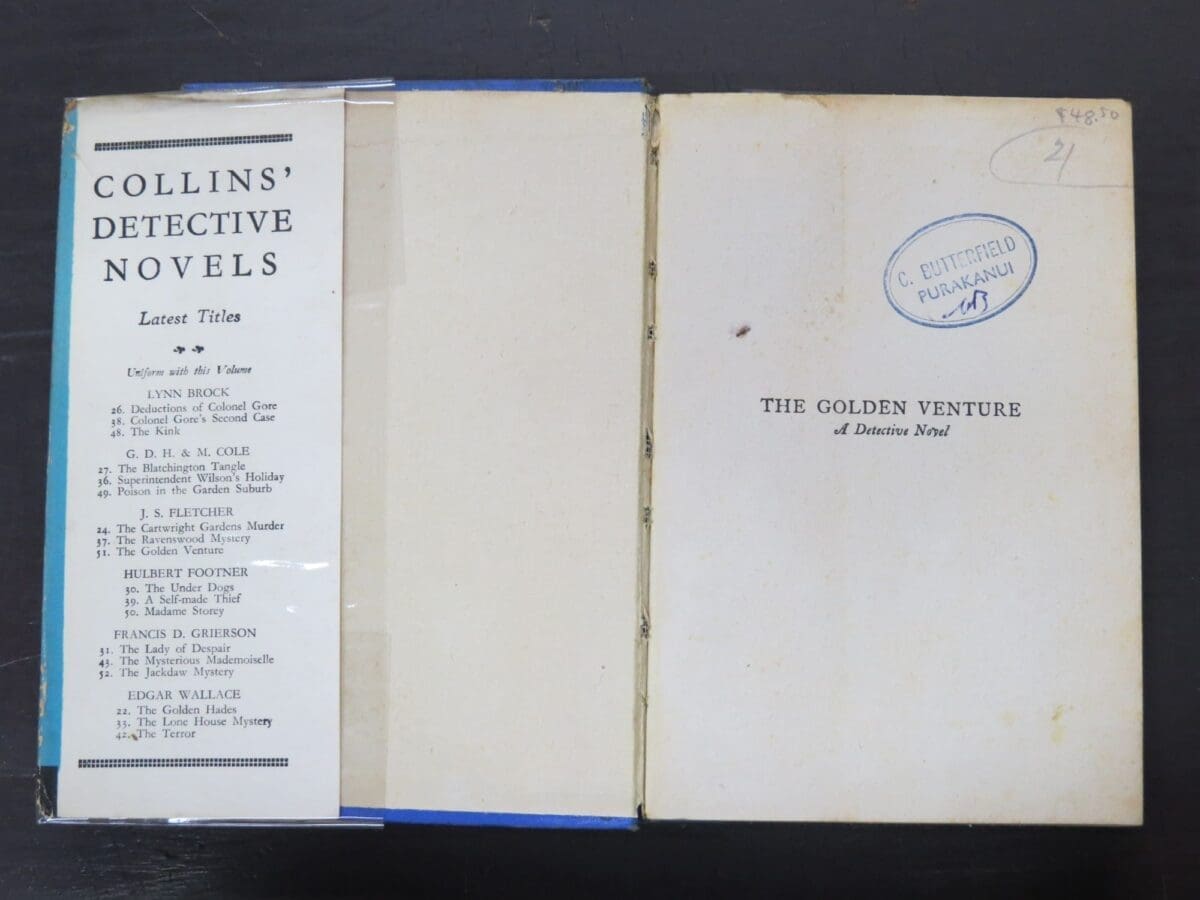 COLLINS'
DETECTIVE
NOVELS
Latest Titles
Uniform with this Volume
LYNN BROCK
26. Deductions of Colonel Gore
38. Colonel Gore's Second Case
48. The Kink
G. D. H. & M. COLE
27. The Blatchington Tangle
36. Superintendent Wilson's Holiday
49. Poison in the Garden Suburb
J. S. FLETCHER
24. The Cartwright Gardens Murder
37. The Ravenswood Mystery
51. The Golden Venture
HULBERT FOOTNER
30. The Under Dogs
39. A Self-made Thief
50. Madame Storey
FRANCIS D. GRIERSON
31. The Lady of Despair
43. The Mysterious Mademoiselle
52. The Jackdaw Mystery
EDGAR WALLACE
22. The Golden Hades
33. The Lone House Mystery
42. The Terror
$48.50
21
C. BUTTERFIELD
PURAKANUI
THE GOLDEN VENTURE
A Detective Novel